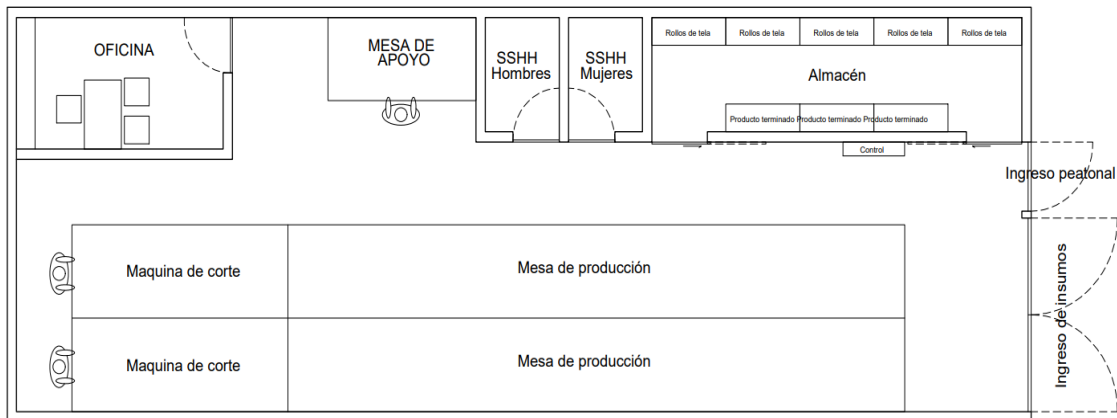 OFICINA
MESA DE
APOYO
SSHH
Hombres
SSHH
Mujeres
Rollos de tela
Rollos de tela
Rollos de tela
Rollos de tela
Rollos de tela
Almacén
Producto terminado
Producto terminado
Producto terminado
Control
Ingreso peatonal
Maquina de corte
Mesa de producción
Ingreso de insumos
Maquina de corte
Mesa de producción